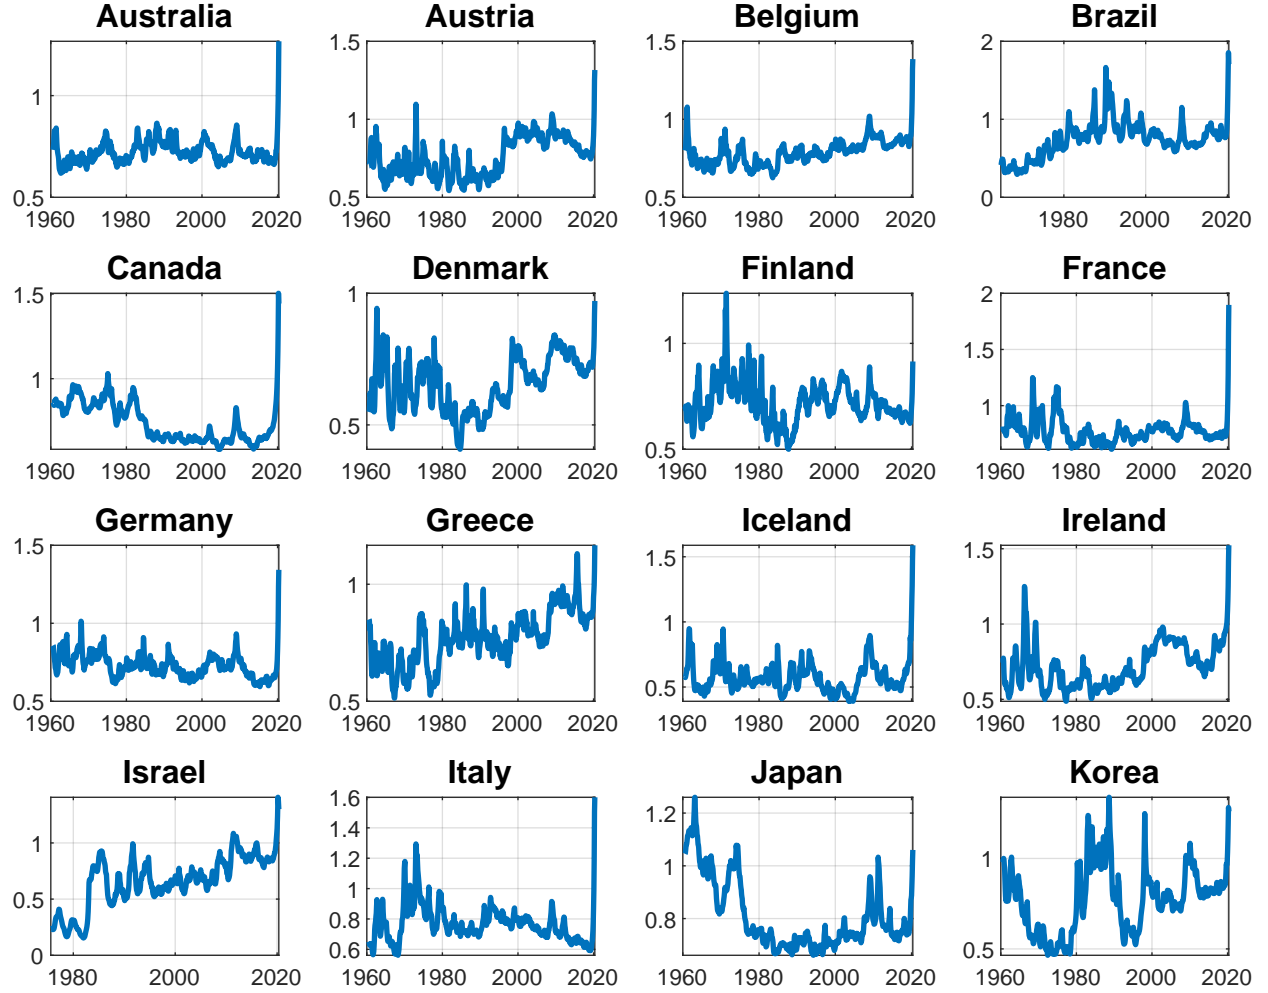 Australia Austria Belgium Brazil
1 0.5 1960 1980 2000 2020
1.5 1 0.5 1960 1980 2000 2020
1.5 1 0.5 1960 1980 2000 2020
2 1 0 1980 2000 2020
Canada Denmark Finland France
1.5 1 1960 1980 2000 2020
1 0.5 1960 1980 2000 2020
1 0.5 1960 1980 2000 2020
2 1.5 1 1960 1980 2000 2020
Germany Greece Iceland Ireland
1.5 1 0.5 1960 1980 2000 2020
1 0.5 1960 1980 2000 2020
1.5 1 0.5 1960 1980 2000 2020
1.5 1 0.5 1960 1980 2000 2020
Israel Italy Japan Korea
1 0.5 0 1980 2000 2020
1.6 1.4 1.2 1 0.8 0.6 1960 1980 2000 2020
1.2 1 0.8 1960 1980 2000 2020
1 0.5 1960 1980 2000 2020